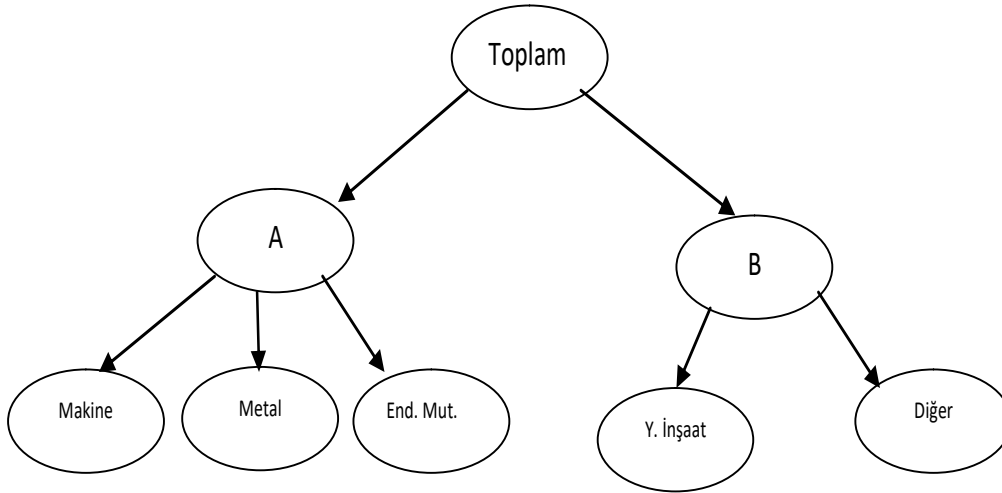 Toplam
A
B
Makine
Metal
End. Mut.
Y. İnşaat
Diğer